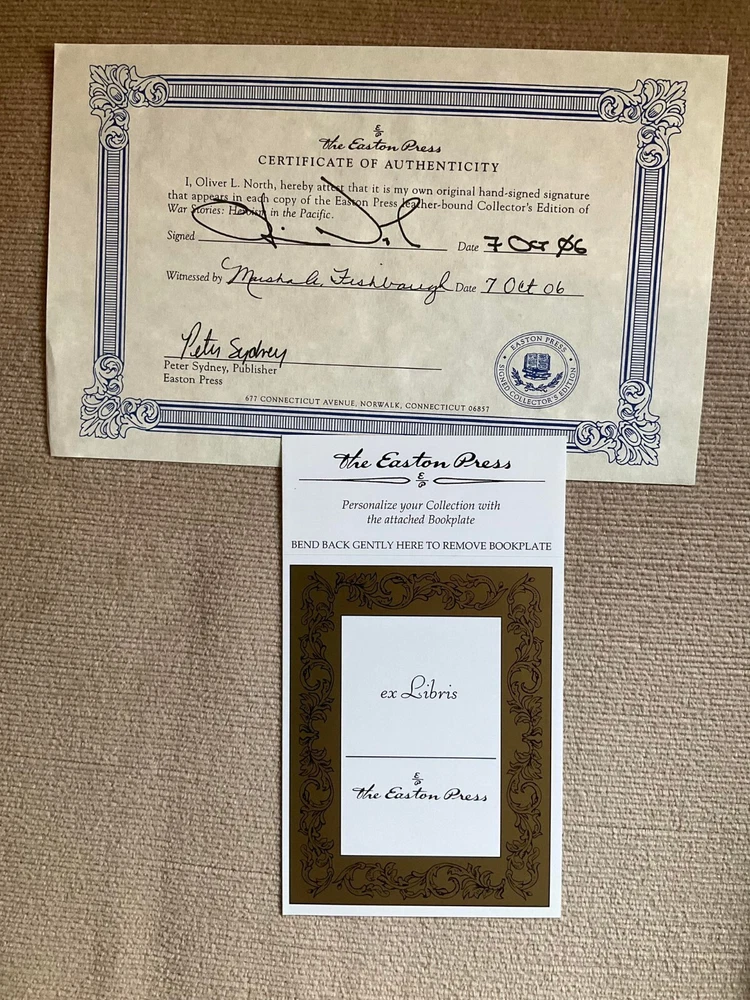 E
P
the Easton Press
CERTIFICATE OF AUTHENTICITY
I, Oliver L. North, hereby attest that it is my own original hand-signed signature
that appears in each copy of the Easton Press leather-bound Collector's Edition of
War Stories: Heroism in the Pacific.
Signed Date 7 Oct 06
Witnessed by Date 7 Oct 06
Peter Sydney
Peter Sydney, Publisher
Easton Press
EASTON PRESS
SIGNED COLLECTOR'S EDITION
677 CONNECTICUT AVENUE, NORWALK, CONNECTICUT 06857
the Easton Press
E
P
Personalize your Collection with
the attached Bookplate
BEND BACK GENTLY HERE TO REMOVE BOOKPLATE
ex Libris
E
P
the Easton Press